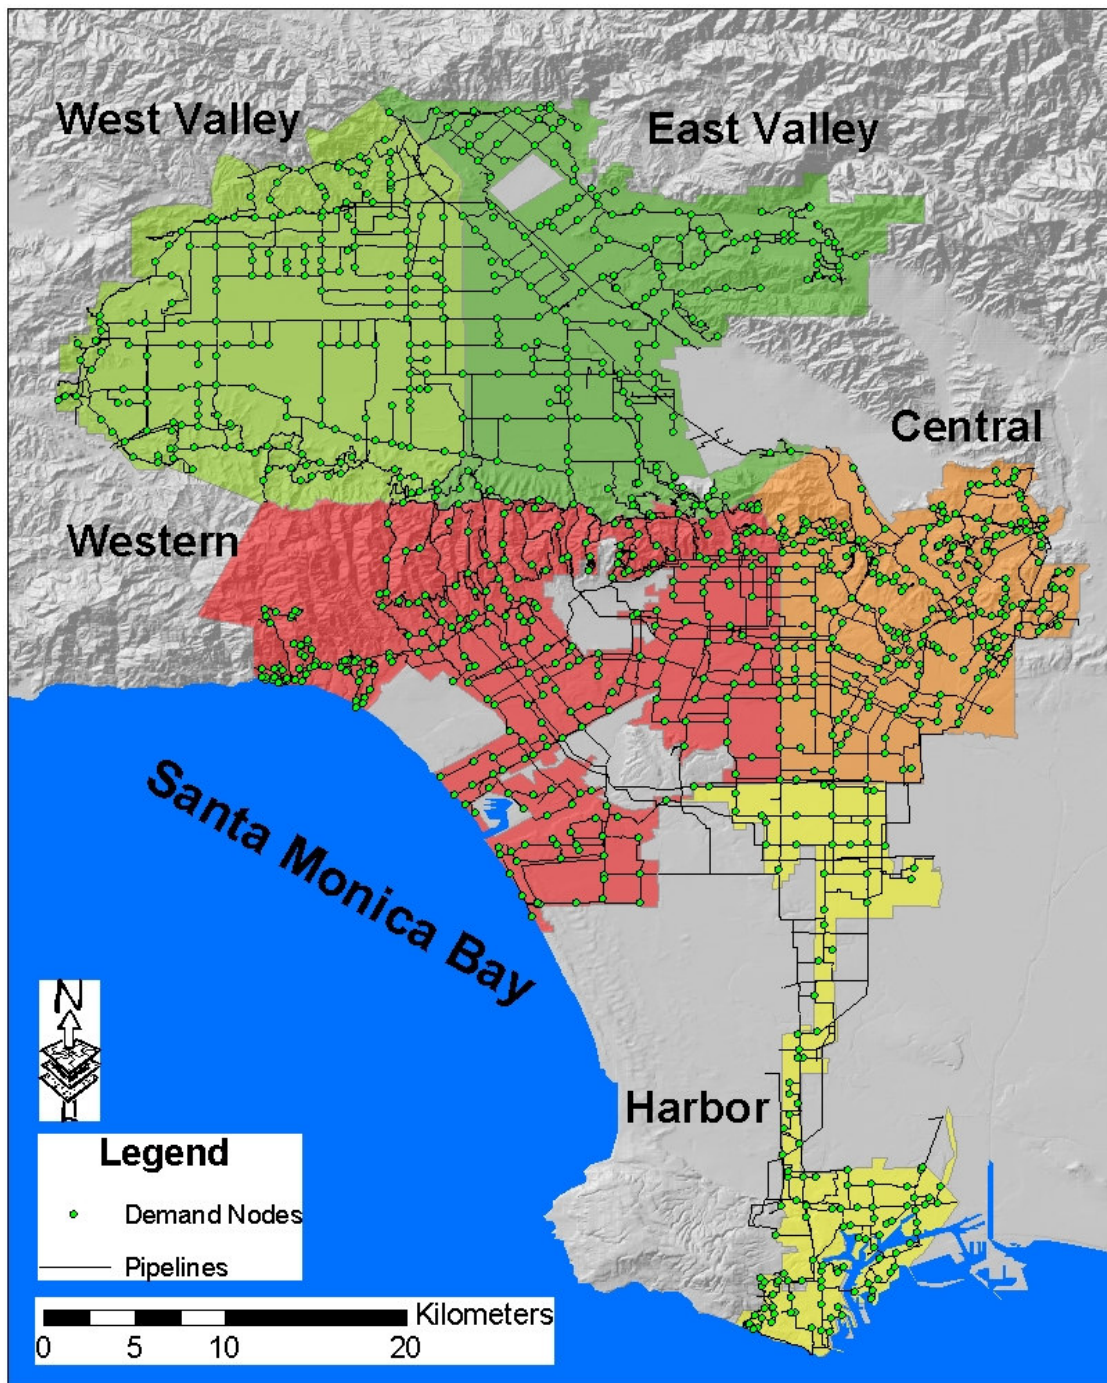 West Valley
East Valley
Central
Western
Santa Monica Bay
N
Harbor
Legend
Demand Nodes
Pipelines
Kilometers
0 5 10 20